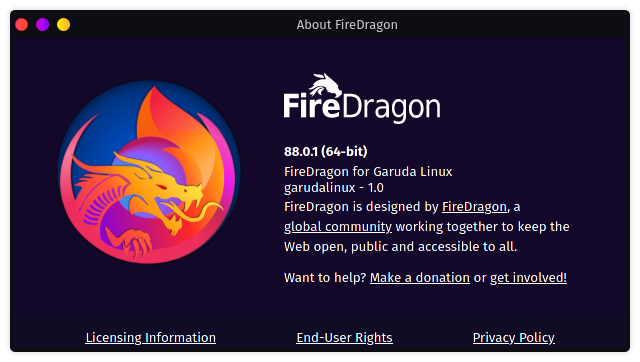 About FireDragon
FireDragon
88.0.1 (64-bit)
FireDragon for Garuda Linux
garudalinux - 1.0
FireDragon is designed by FireDragon, a
global community working together to keep the
Web open, public and accessible to all.
Want to help? Make a donation or get involved!
Licensing Information End-User Rights Privacy Policy